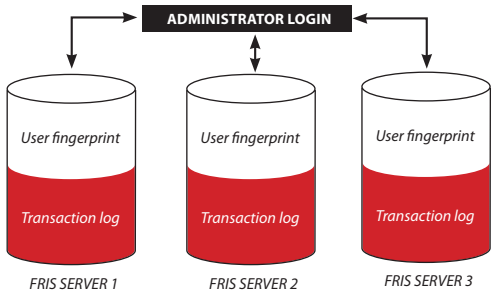 ADMINISTRATOR LOGIN
User fingerprint
Transaction log
FRIS SERVER 1
User fingerprint
Transaction log
FRIS SERVER 2
User fingerprint
Transaction log
FRIS SERVER 3